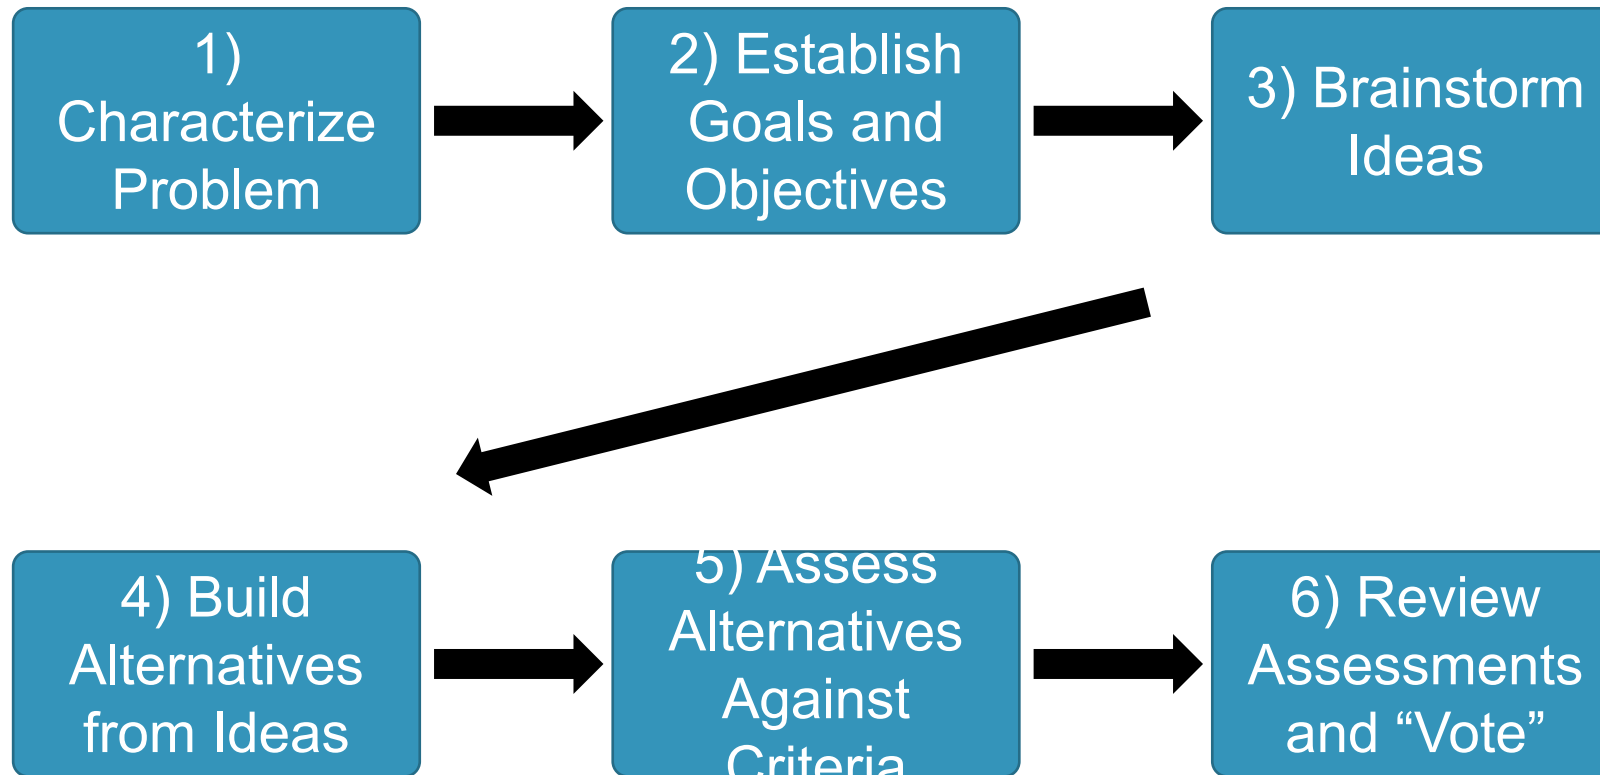 1)
Characterize
Problem
2) Establish
Goals and
Objectives
3) Brainstorm
Ideas
4) Build
Alternatives
from Ideas
5) Assess
Alternatives
Against
Criteria
6) Review
Assessments
and “Vote”